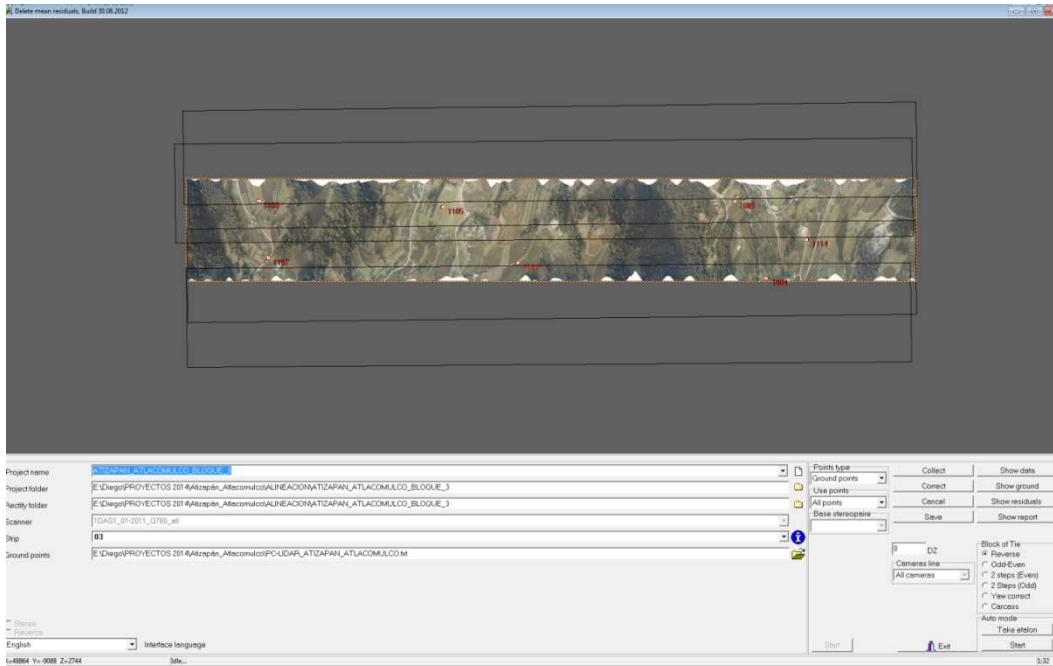 Delete mean residuals, Build 30.08.2012
1105
1107
1114
Project name
ATIZAPAN_ATLACOMULCO_BLOQUE_3
Project folder
E:\Diego\PROYECTOS 2014\Atizapán_Atlacomulco\ALINEACION\ATIZAPAN_ATLACOMULCO_BLOQUE_3
Rectify folder
E:\Diego\PROYECTOS 2014\Atizapán_Atlacomulco\ALINEACION\ATIZAPAN_ATLACOMULCO_BLOQUE_3
Scanner
Strip
03
Ground points
E:\Diego\PROYECTOS 2014\Atizapán_Atlacomulco\PC-LIDAR_ATIZAPAN_ATLACOMULCO.txt
Stereo
Reverse
English
Interface language
Points type
Ground points
Use points
All points
Base stereopaire
Start
Collect
Correct
Cancel
Save
0 DZ
Cameras line
All cameras
Exit
Show data
Show ground
Show residuals
Show report
Block of Tie
Reverse
Odd-Even
2 steps (Even)
2 Steps (Odd)
Yaw correct
Carcass
Auto mode
Take etalon
Start
Y=-9088 Z=2744
Idle...
1:32